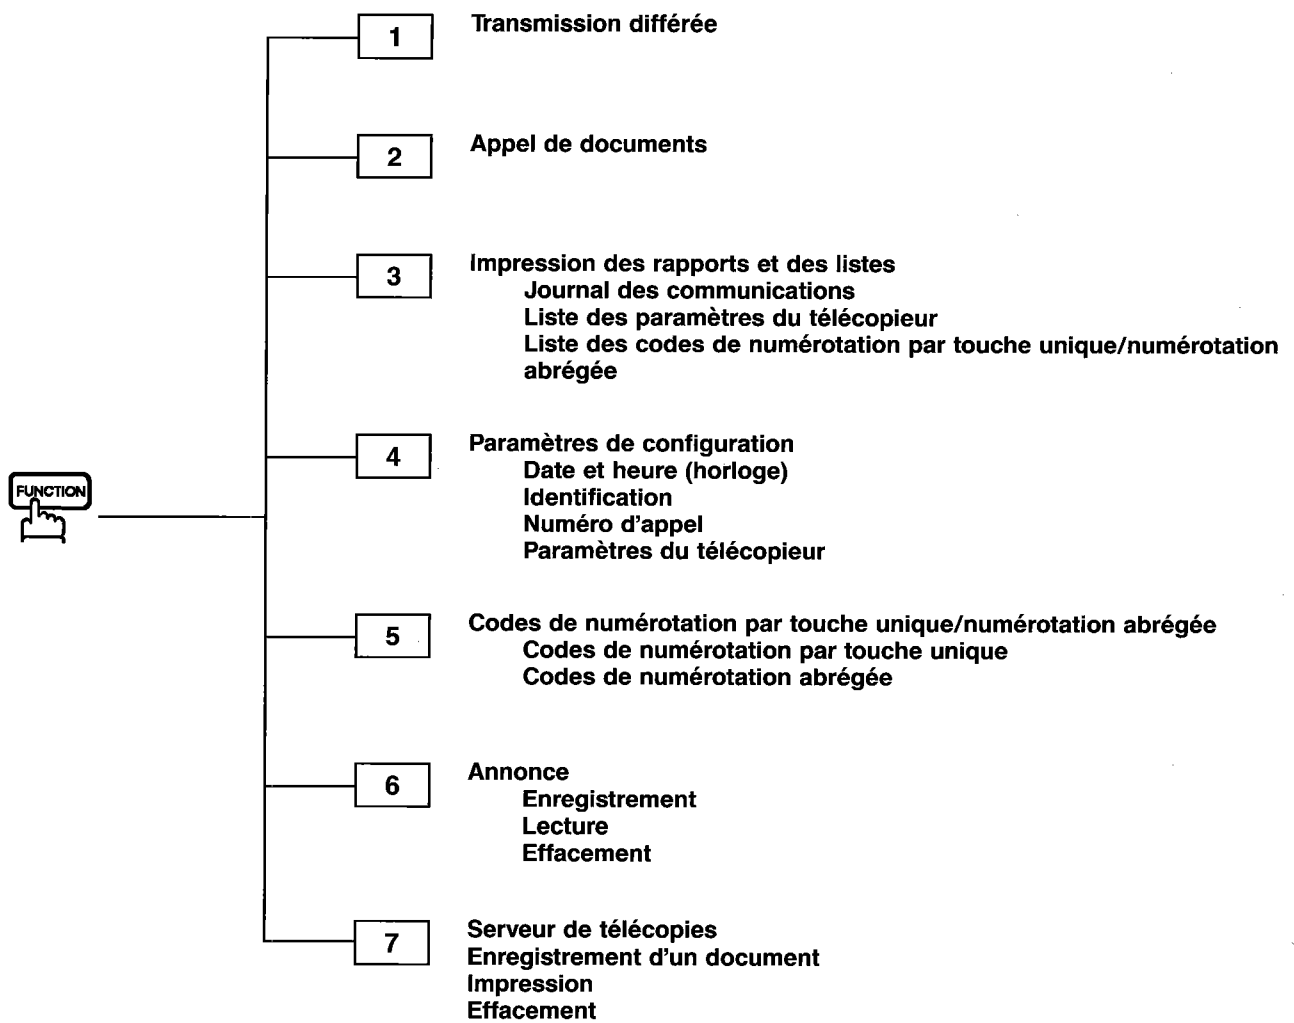 1 Transmission différée
2 Appel de documents
3 Impression des rapports et des listes
Journal des communications
Liste des paramètres du télécopieur
Liste des codes de numérotation par touche unique/numérotation
abrégée
4 Paramètres de configuration
Date et heure (horloge)
Identification
Numéro d'appel
Paramètres du télécopieur
FUNCTION
5 Codes de numérotation par touche unique/numérotation abrégée
Codes de numérotation par touche unique
Codes de numérotation abrégée
6 Annonce
Enregistrement
Lecture
Effacement
7 Serveur de télécopies
Enregistrement d'un document
Impression
Effacement